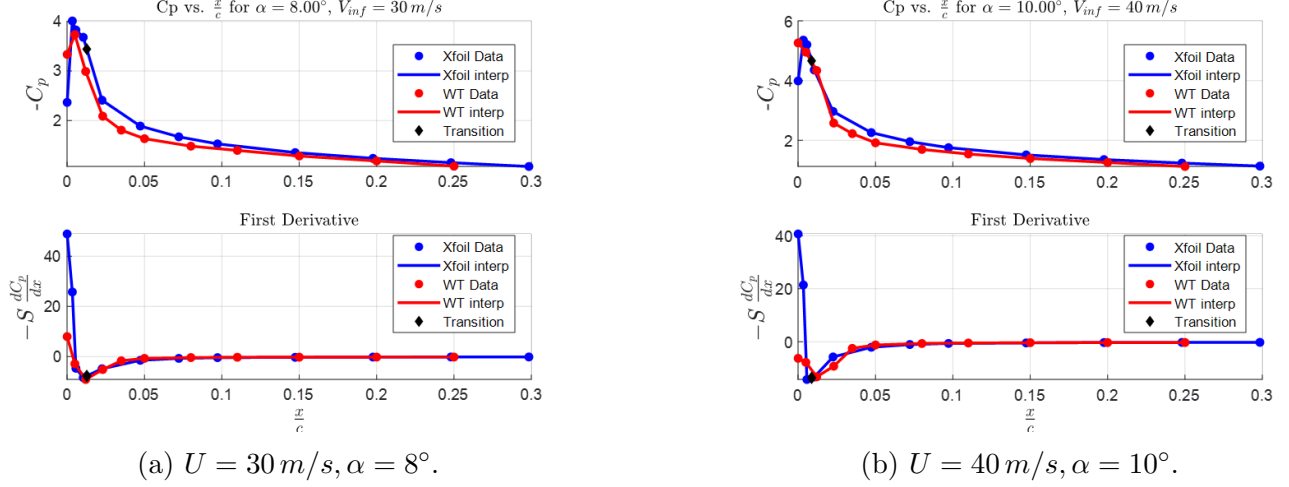 Cp vs. x/c for α = 8.00°, V_inf = 30 m/s
4
3
2
-C_p
Xfoil Data
Xfoil interp
WT Data
WT interp
Transition
0 0.05 0.1 0.15 0.2 0.25 0.3
First Derivative
40
20
0
−S dC_p/dx
Xfoil Data
Xfoil interp
WT Data
WT interp
Transition
0 0.05 0.1 0.15 0.2 0.25 0.3
x/c
(a) U = 30 m/s, α = 8°.
Cp vs. x/c for α = 10.00°, V_inf = 40 m/s
6
4
2
-C_p
Xfoil Data
Xfoil interp
WT Data
WT interp
Transition
0 0.05 0.1 0.15 0.2 0.25 0.3
First Derivative
40
20
0
−S dC_p/dx
Xfoil Data
Xfoil interp
WT Data
WT interp
Transition
0 0.05 0.1 0.15 0.2 0.25 0.3
x/c
(b) U = 40 m/s, α = 10°.